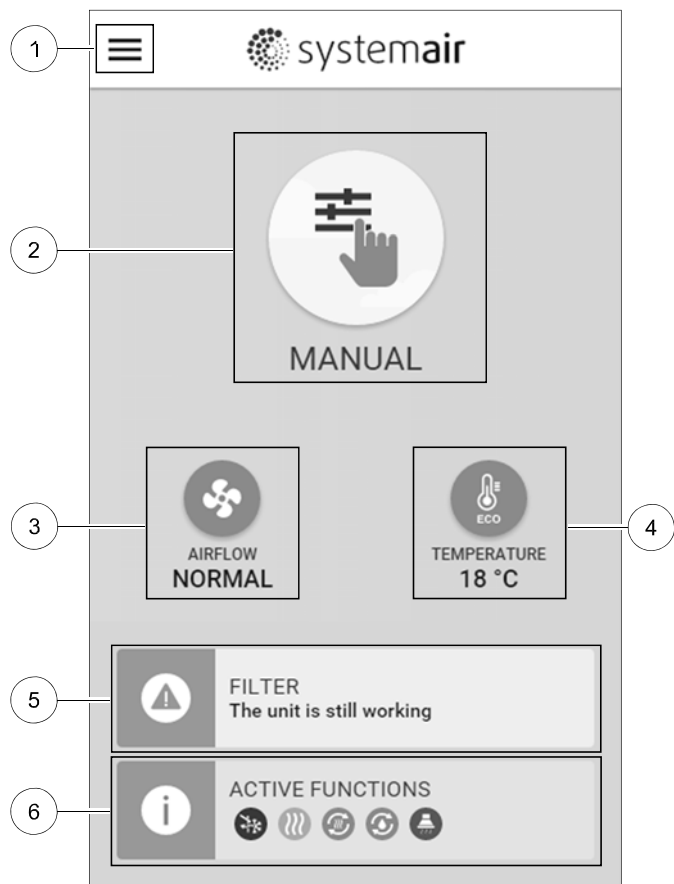 1
systemair
2
MANUAL
3
AIRFLOW
NORMAL
ECO
TEMPERATURE
18 °C
4
5
FILTER
The unit is still working
6
ACTIVE FUNCTIONS